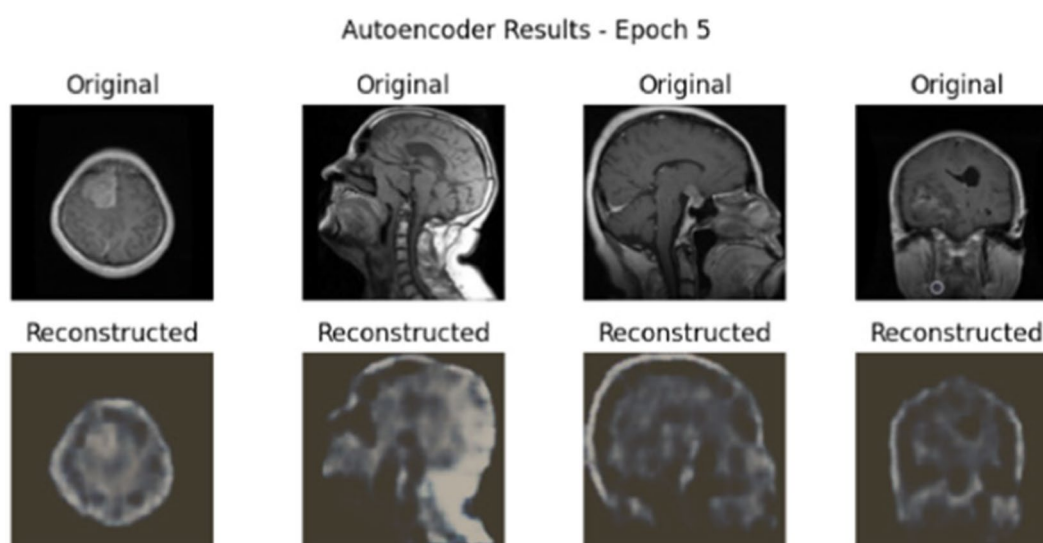 Autoencoder Results - Epoch 5
Original Original Original Original
Reconstructed Reconstructed Reconstructed Reconstructed